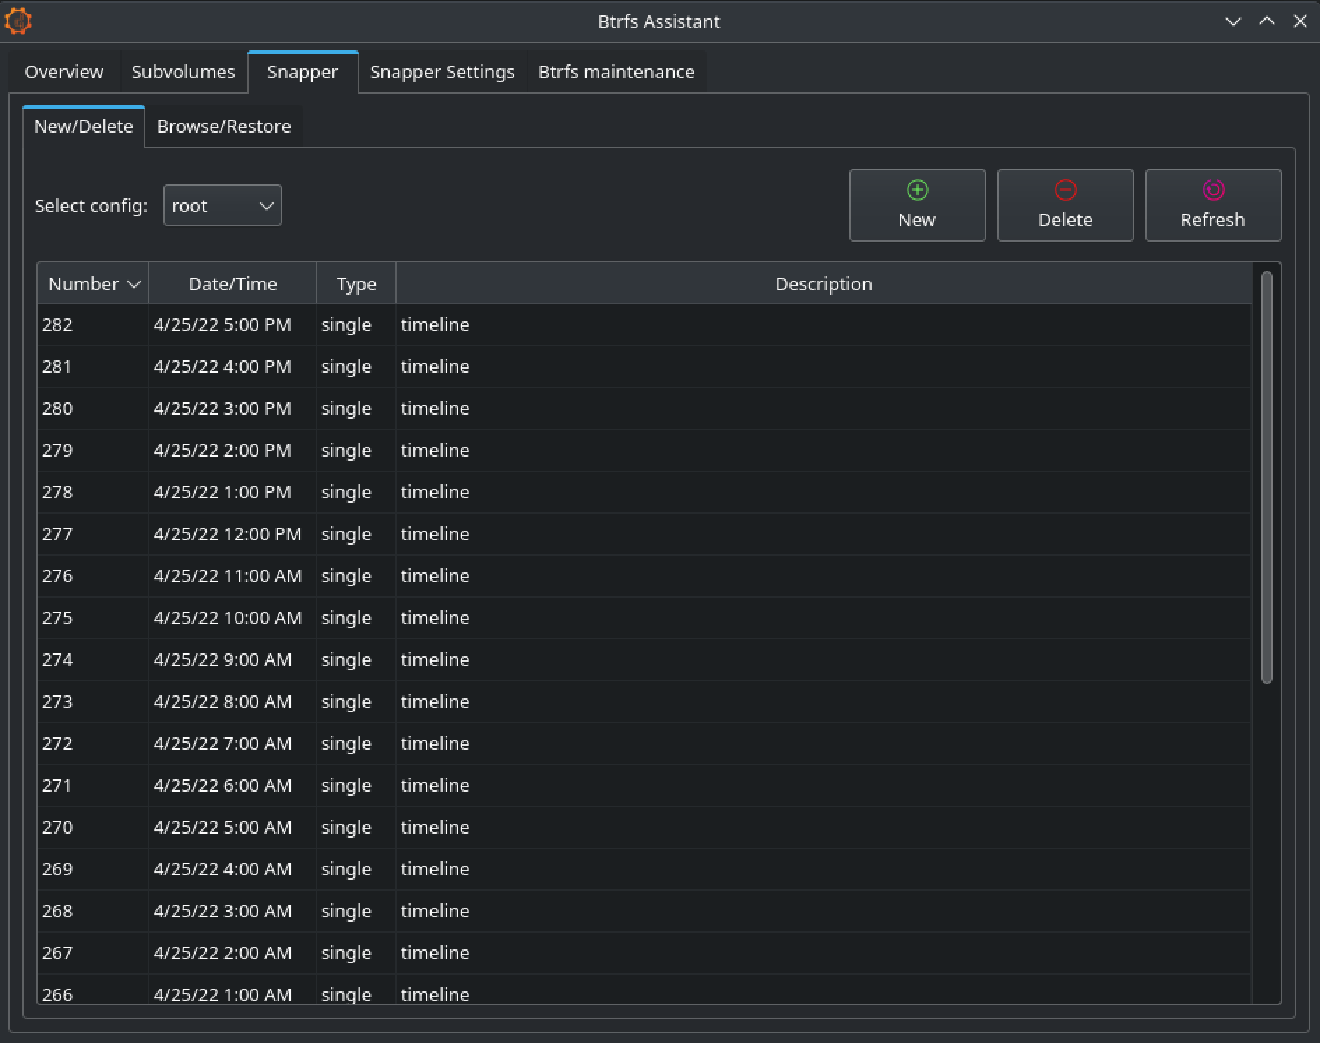 Btrfs Assistant
Overview Subvolumes Snapper Snapper Settings Btrfs maintenance
New/Delete Browse/Restore
Select config: root New Delete Refresh
Number Date/Time Type Description
282 4/25/22 5:00 PM single timeline
281 4/25/22 4:00 PM single timeline
280 4/25/22 3:00 PM single timeline
279 4/25/22 2:00 PM single timeline
278 4/25/22 1:00 PM single timeline
277 4/25/22 12:00 PM single timeline
276 4/25/22 11:00 AM single timeline
275 4/25/22 10:00 AM single timeline
274 4/25/22 9:00 AM single timeline
273 4/25/22 8:00 AM single timeline
272 4/25/22 7:00 AM single timeline
271 4/25/22 6:00 AM single timeline
270 4/25/22 5:00 AM single timeline
269 4/25/22 4:00 AM single timeline
268 4/25/22 3:00 AM single timeline
267 4/25/22 2:00 AM single timeline
266 4/25/22 1:00 AM single timeline